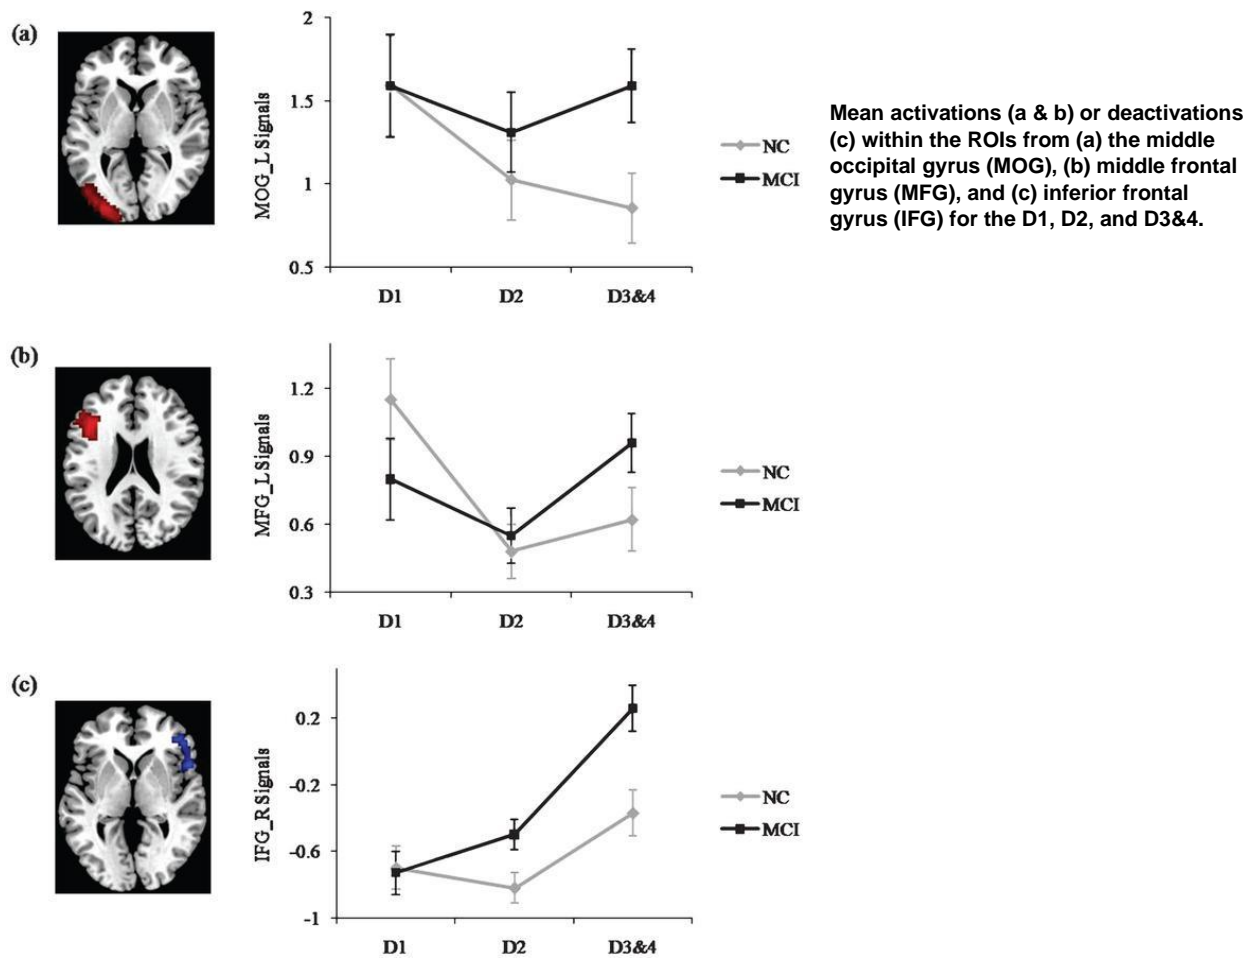 (a)
2
1.5
1
0.5
MOG_L Signals
D1 D2 D3&4
NC
MCI
Mean activations (a & b) or deactivations
(c) within the ROIs from (a) the middle
occipital gyrus (MOG), (b) middle frontal
gyrus (MFG), and (c) inferior frontal
gyrus (IFG) for the D1, D2, and D3&4.
(b)
1.2
0.9
0.6
0.3
MFG_L Signals
D1 D2 D3&4
NC
MCI
(c)
0.2
-0.2
-0.6
-1
IFG_R Signals
D1 D2 D3&4
NC
MCI